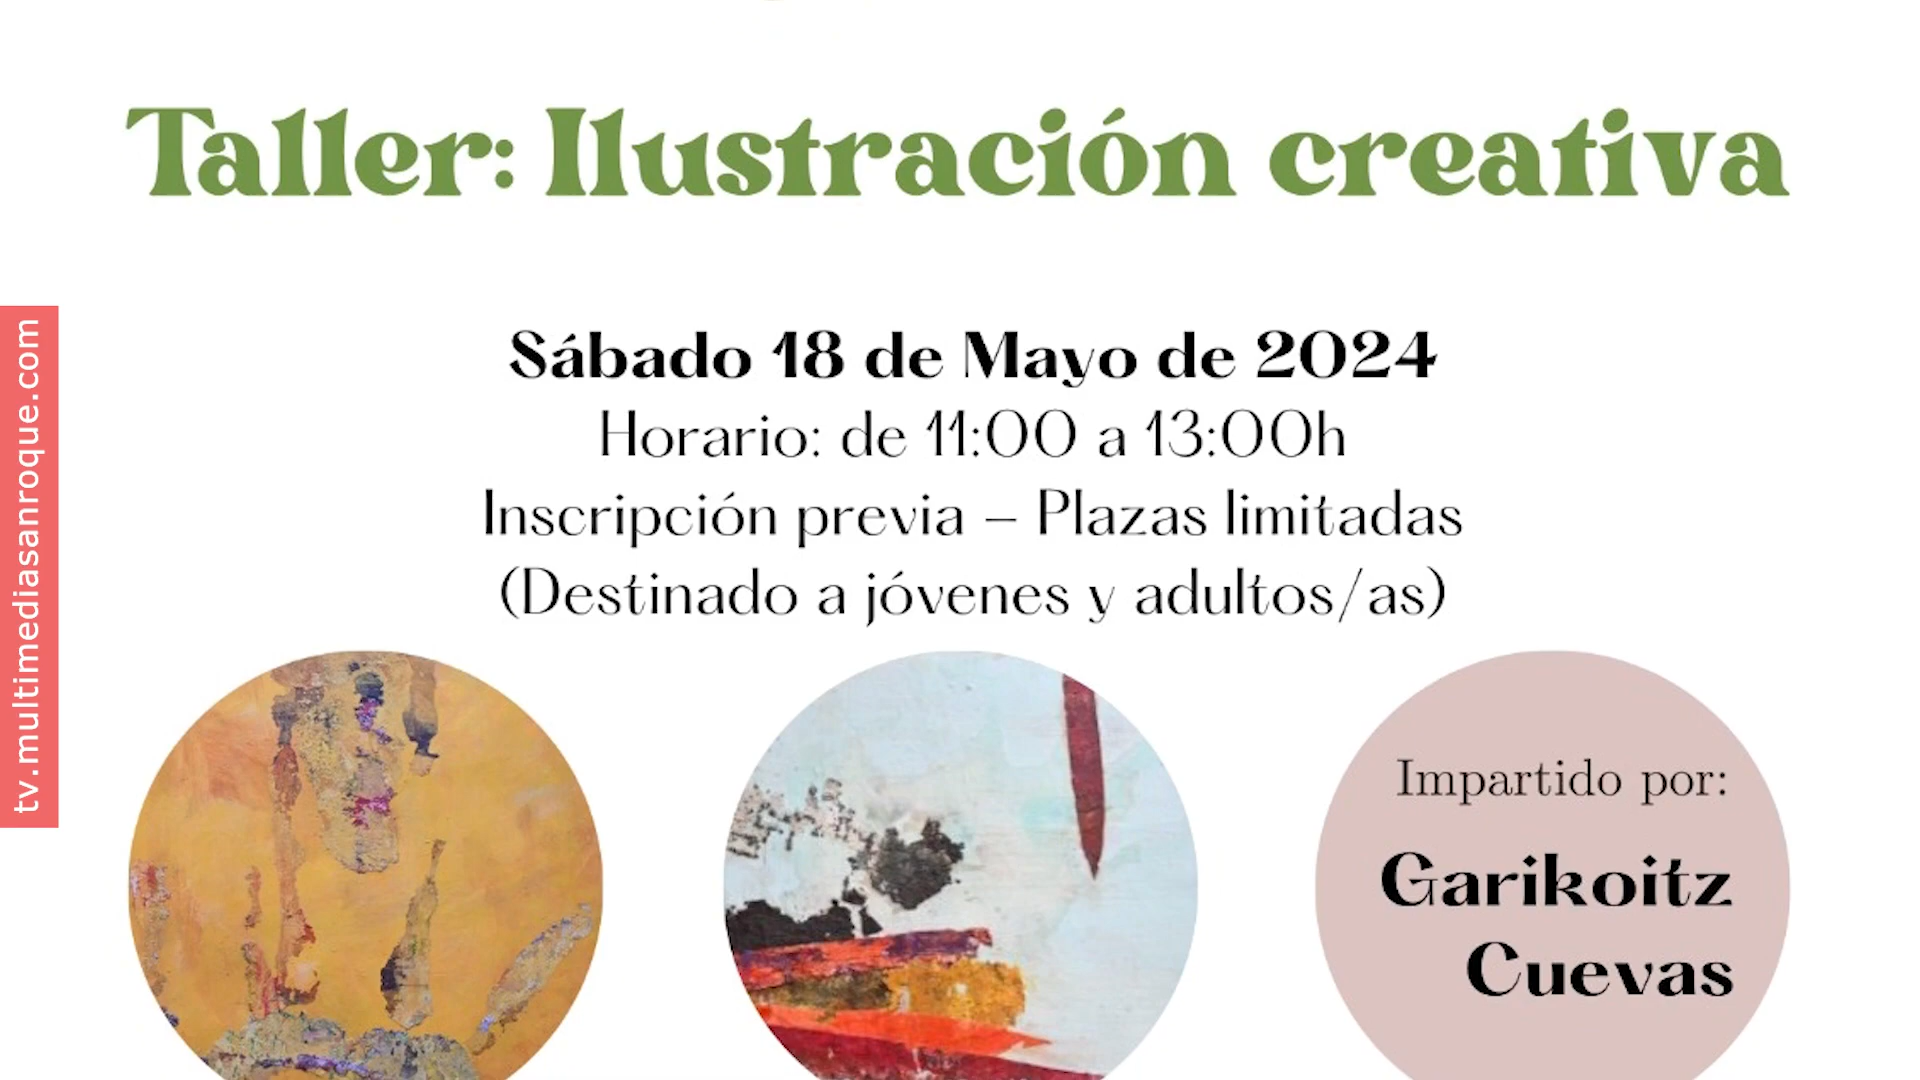 Taller: Ilustración creativa
Sábado 18 de Mayo de 2024
Horario: de 11:00 a 13:00h
Inscripción previa – Plazas limitadas
(Destinado a jóvenes y adultos/as)
Impartido por:
Garikoitz
Cuevas
tv.multimediasanroque.com